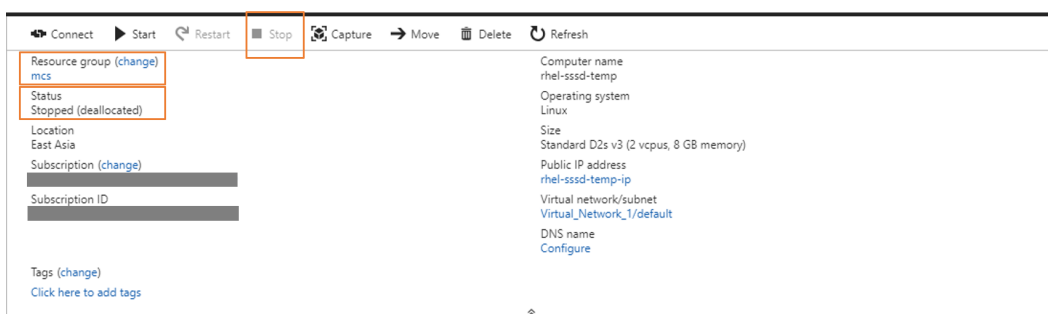 Connect Start Restart Stop Capture Move Delete Refresh
Resource group (change)
mcs
Status
Stopped (deallocated)
Location
East Asia
Subscription (change)
Subscription ID
Tags (change)
Click here to add tags
Computer name
rhel-sssd-temp
Operating system
Linux
Size
Standard D2s v3 (2 vcpus, 8 GB memory)
Public IP address
rhel-sssd-temp-ip
Virtual network/subnet
Virtual_Network_1/default
DNS name
Configure